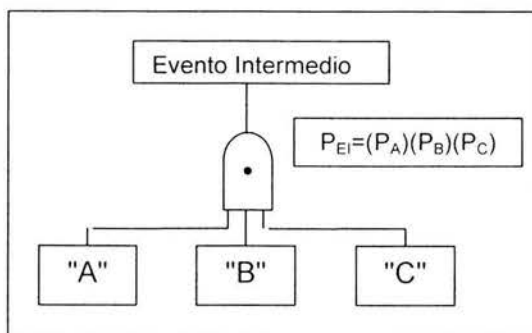 Evento Intermedio
P_EI=(P_A)(P_B)(P_C)
"A" "B" "C"